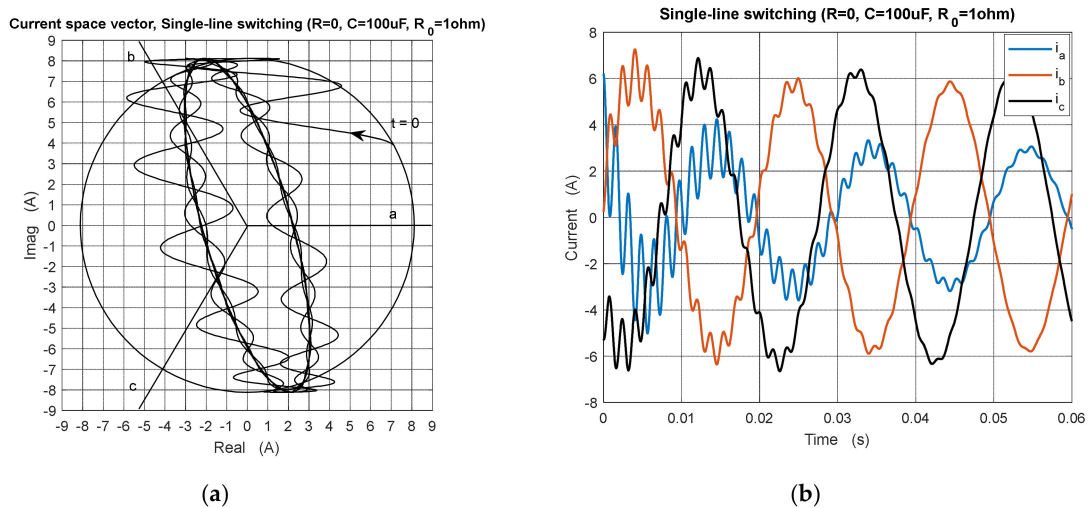 Current space vector, Single-line switching (R=0, C=100uF, R0=1ohm)
9
8
7
6
5
4
3
2
1
0
-1
-2
-3
-4
-5
-6
-7
-8
-9
Imag (A)
b
t = 0
a
c
-9 -8 -7 -6 -5 -4 -3 -2 -1 0 1 2 3 4 5 6 7 8 9
Real (A)
(a)
Single-line switching (R=0, C=100uF, R0=1ohm)
8
6
4
2
0
-2
-4
-6
-8
Current (A)
ia
ib
ic
0 0.01 0.02 0.03 0.04 0.05 0.06
Time (s)
(b)